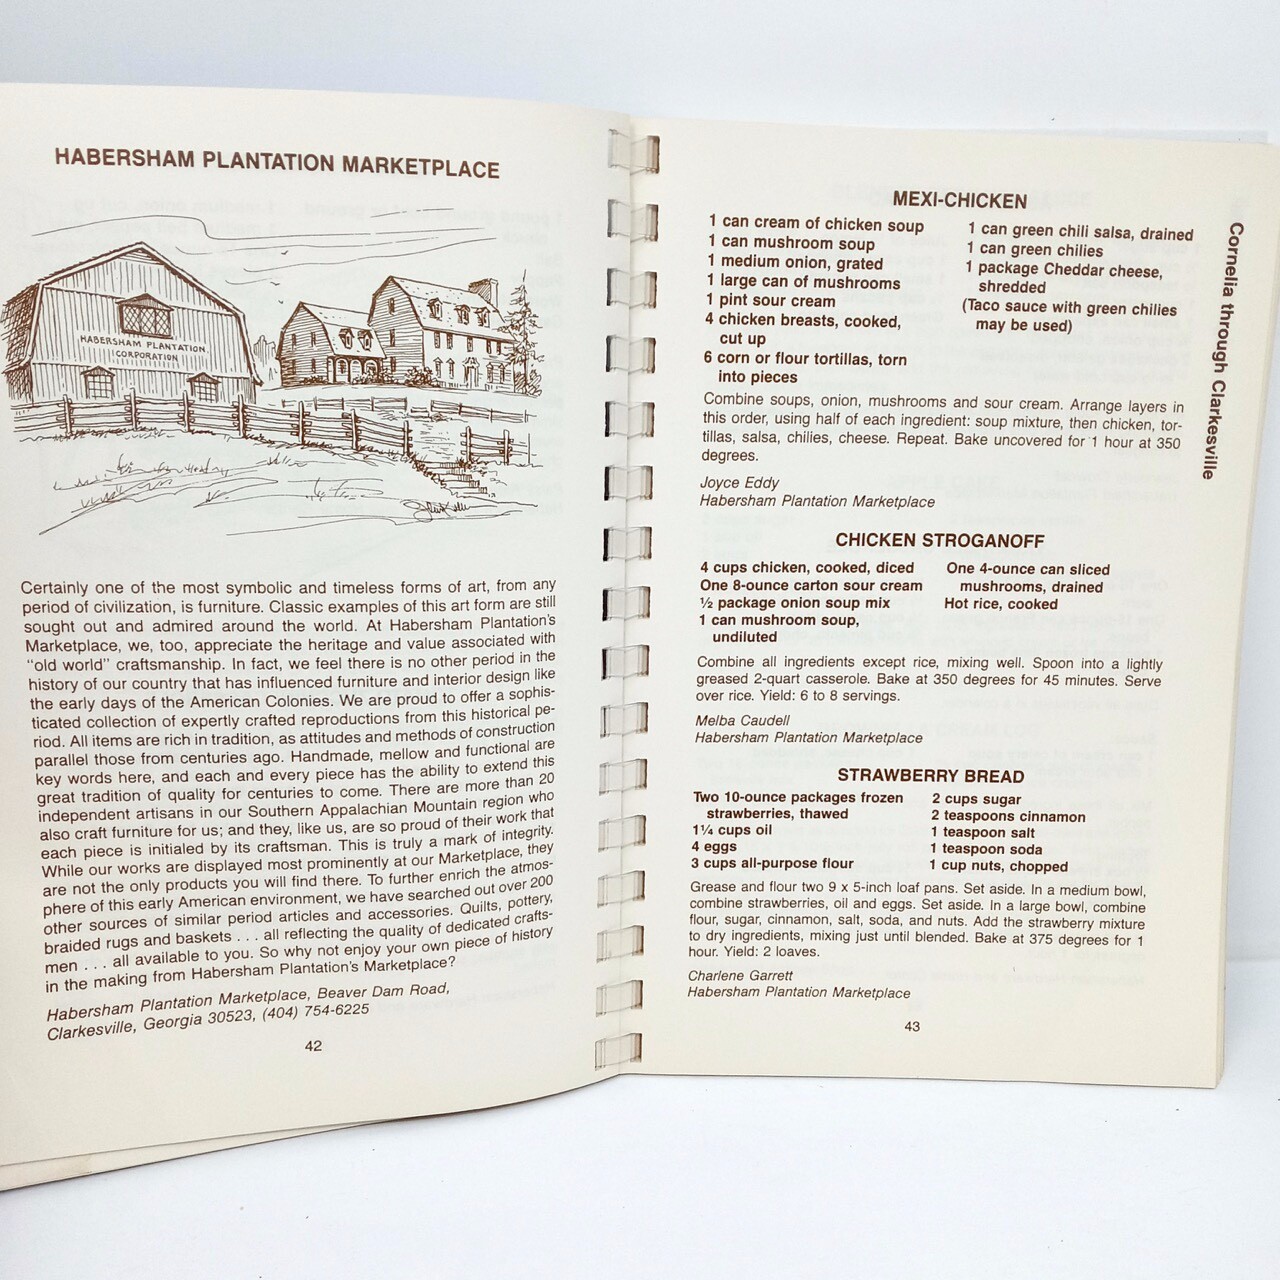 HABERSHAM PLANTATION MARKETPLACE
HABERSHAM PLANTATION
CORPORATION
Certainly one of the most symbolic and timeless forms of art, from any
period of civilization, is furniture. Classic examples of this art form are still
sought out and admired around the world. At Habersham Plantation's
Marketplace, we, too, appreciate the heritage and value associated with
"old world" craftsmanship. In fact, we feel there is no other period in the
history of our country that has influenced furniture and interior design like
the early days of the American Colonies. We are proud to offer a sophis-
ticated collection of expertly crafted reproductions from this historical pe-
riod. All items are rich in tradition, as attitudes and methods of construction
parallel those from centuries ago. Handmade, mellow and functional are
key words here, and each and every piece has the ability to extend this
great tradition of quality for centuries to come. There are more than 20
independent artisans in our Southern Appalachian Mountain region who
also craft furniture for us; and they, like us, are so proud of their work that
each piece is initialed by its craftsman. This is truly a mark of integrity.
While our works are displayed most prominently at our Marketplace, they
are not the only products you will find there. To further enrich the atmos-
phere of this early American environment, we have searched out over 200
other sources of similar period articles and accessories. Quilts, pottery,
braided rugs and baskets . . . all reflecting the quality of dedicated crafts-
men . . . all available to you. So why not enjoy your own piece of history
in the making from Habersham Plantation's Marketplace?
Habersham Plantation Marketplace, Beaver Dam Road,
Clarkesville, Georgia 30523, (404) 754-6225
42
MEXI-CHICKEN
1 can cream of chicken soup
1 can mushroom soup
1 medium onion, grated
1 large can of mushrooms
1 pint sour cream
4 chicken breasts, cooked,
cut up
6 corn or flour tortillas, torn
into pieces
1 can green chili salsa, drained
1 can green chilies
1 package Cheddar cheese,
shredded
(Taco sauce with green chilies
may be used)
Combine soups, onion, mushrooms and sour cream. Arrange layers in
this order, using half of each ingredient: soup mixture, then chicken, tor-
tillas, salsa, chilies, cheese. Repeat. Bake uncovered for 1 hour at 350
degrees.
Joyce Eddy
Habersham Plantation Marketplace
CHICKEN STROGANOFF
4 cups chicken, cooked, diced
One 8-ounce carton sour cream
½ package onion soup mix
1 can mushroom soup,
undiluted
One 4-ounce can sliced
mushrooms, drained
Hot rice, cooked
Combine all ingredients except rice, mixing well. Spoon into a lightly
greased 2-quart casserole. Bake at 350 degrees for 45 minutes. Serve
over rice. Yield: 6 to 8 servings.
Melba Caudell
Habersham Plantation Marketplace
STRAWBERRY BREAD
Two 10-ounce packages frozen
strawberries, thawed
1¼ cups oil
4 eggs
3 cups all-purpose flour
2 cups sugar
2 teaspoons cinnamon
1 teaspoon salt
1 teaspoon soda
1 cup nuts, chopped
Grease and flour two 9 x 5-inch loaf pans. Set aside. In a medium bowl,
combine strawberries, oil and eggs. Set aside. In a large bowl, combine
flour, sugar, cinnamon, salt, soda, and nuts. Add the strawberry mixture
to dry ingredients, mixing just until blended. Bake at 375 degrees for 1
hour. Yield: 2 loaves.
Charlene Garrett
Habersham Plantation Marketplace
43
Cornelia through Clarkesville